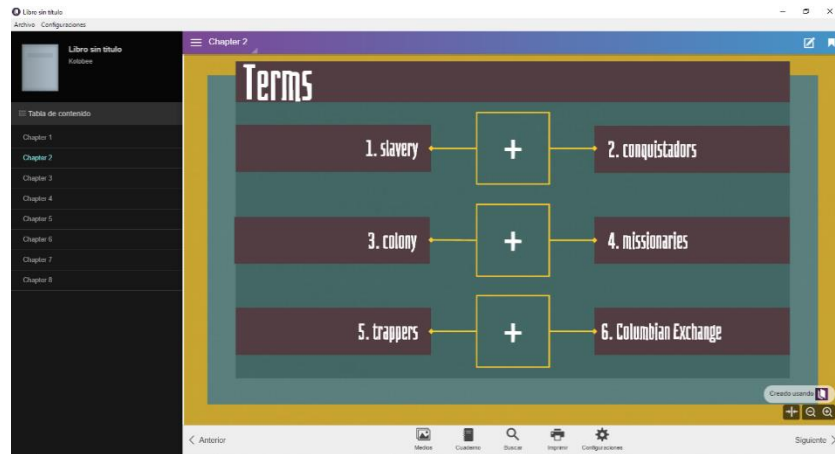 Libro sin título
Archivo Configuraciones
Libro sin título
Kotobee
Tabla de contenido
Chapter 1
Chapter 2
Chapter 3
Chapter 4
Chapter 5
Chapter 6
Chapter 7
Chapter 8
Chapter 2
Terms
1. slavery
2. conquistadors
3. colony
4. missionaries
5. trappers
6. Columbian Exchange
Creado usando
Anterior
Medios Cuaderno Buscar Imprimir Configuraciones
Siguiente